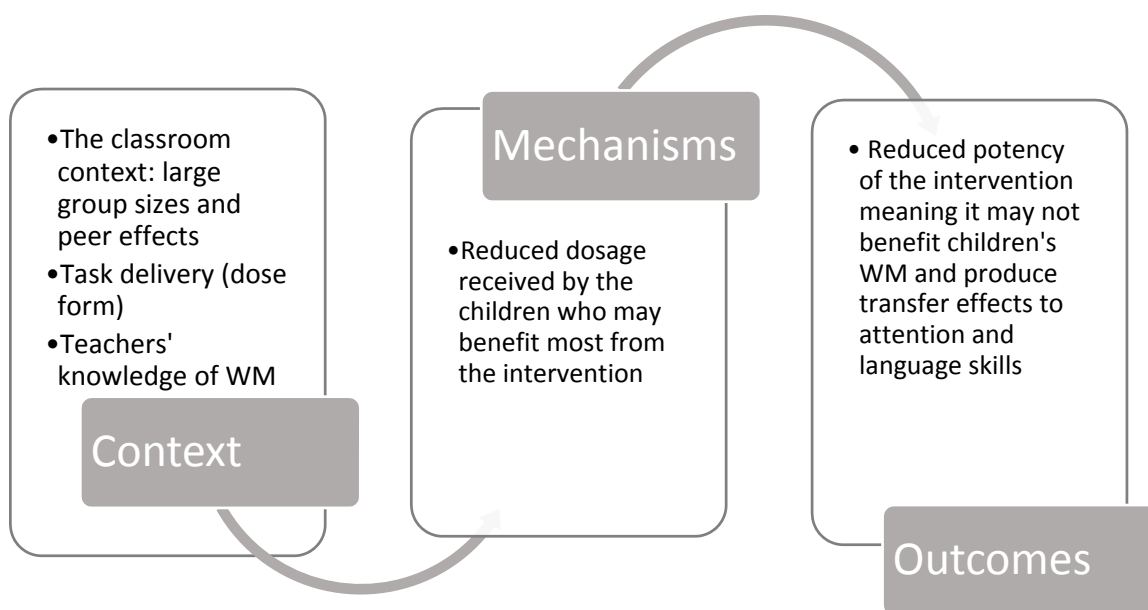 •The classroom
context: large
group sizes and
peer effects
•Task delivery (dose
form)
•Teachers'
knowledge of WM
Context
Mechanisms
•Reduced dosage
received by the
children who may
benefit most from
the intervention
• Reduced potency
of the intervention
meaning it may not
benefit children's
WM and produce
transfer effects to
attention and
language skills
Outcomes